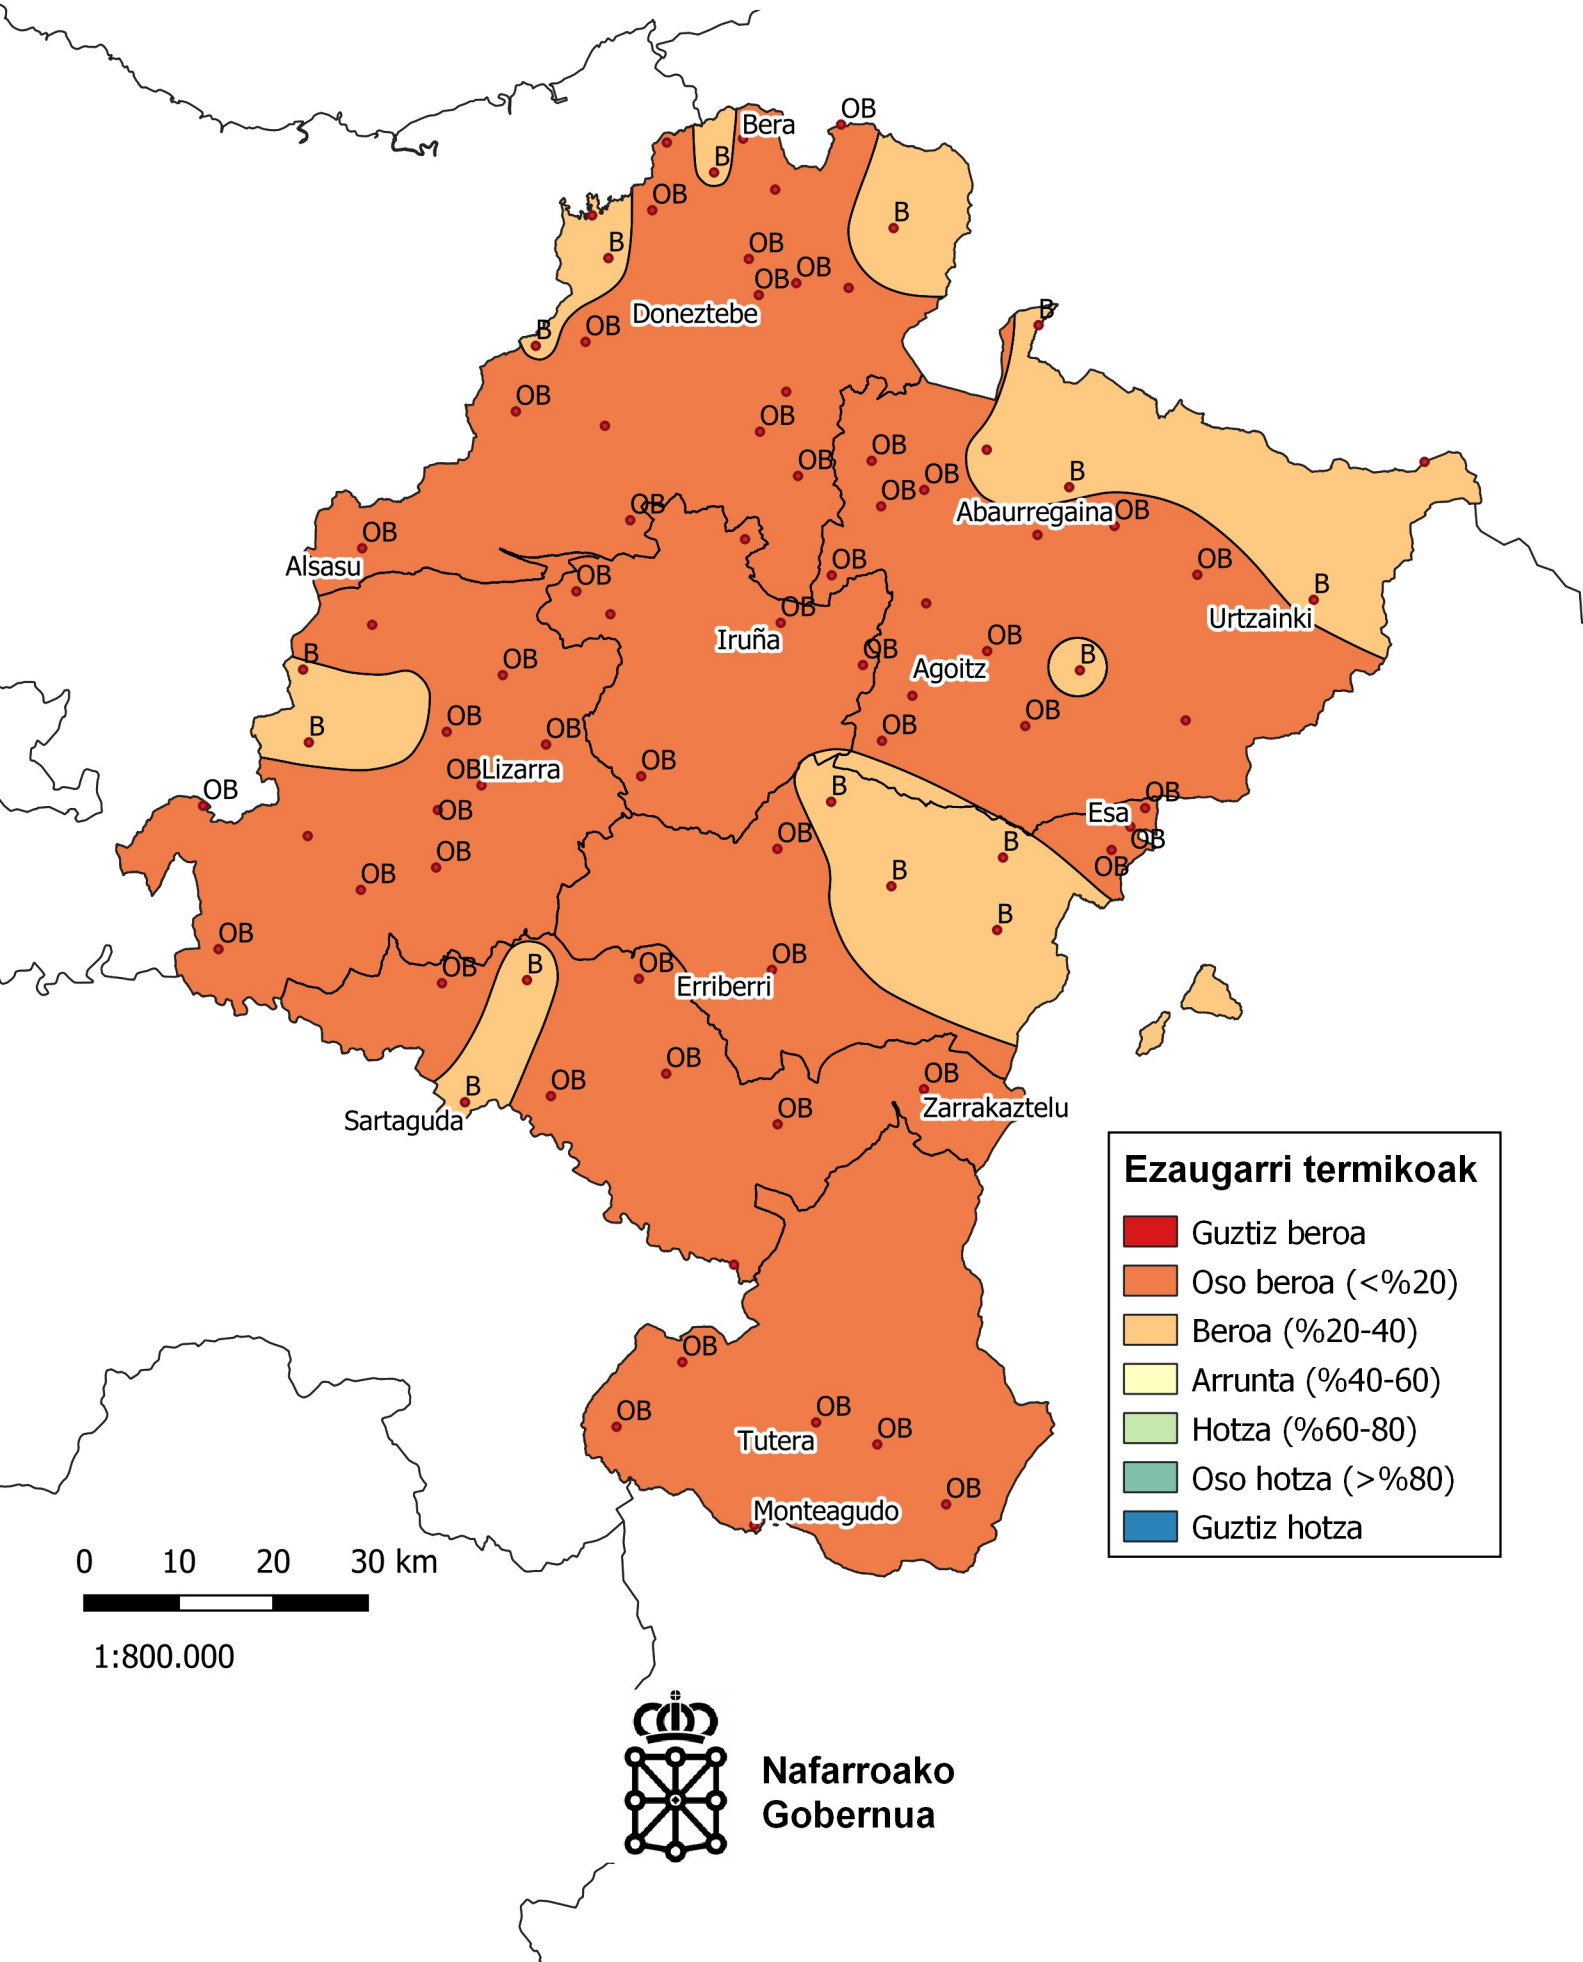 OB
Bera
B
OB
B
B
OB
OB
OB
Doneztebe
B
B
OB
OB
OB
OB
OB
B
OB
OB
OB
Abaurregaina
OB
OB
Alsasu
OB
OB
OB
B
OB
Urtzainki
Iruña
OB
OB
B
B
OB
Agoitz
OB
OB
B
OB
OB
OB
OB
OB
Lizarra
B
OB
OB
Esa
OB
OB
B
OB
OB
B
OB
OB
B
OB
OB
B
OB
OB
Erriberri
OB
OB
B
OB
OB
Zarrakaztelu
Sartaguda
Ezaugarri termikoak
Guztiz beroa
Oso beroa (<%20)
Beroa (%20-40)
Arrunta (%40-60)
Hotza (%60-80)
Oso hotza (>%80)
Guztiz hotza
OB
OB
OB
OB
Tutera
OB
Monteagudo
0 10 20 30 km
1:800.000
Nafarroako
Gobernua